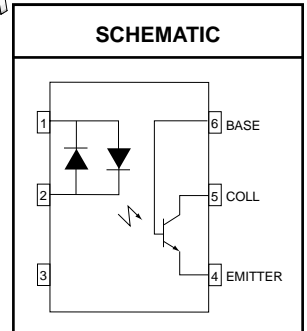 SCHEMATIC
1
6 BASE
2
5 COLL
3
4 EMITTER